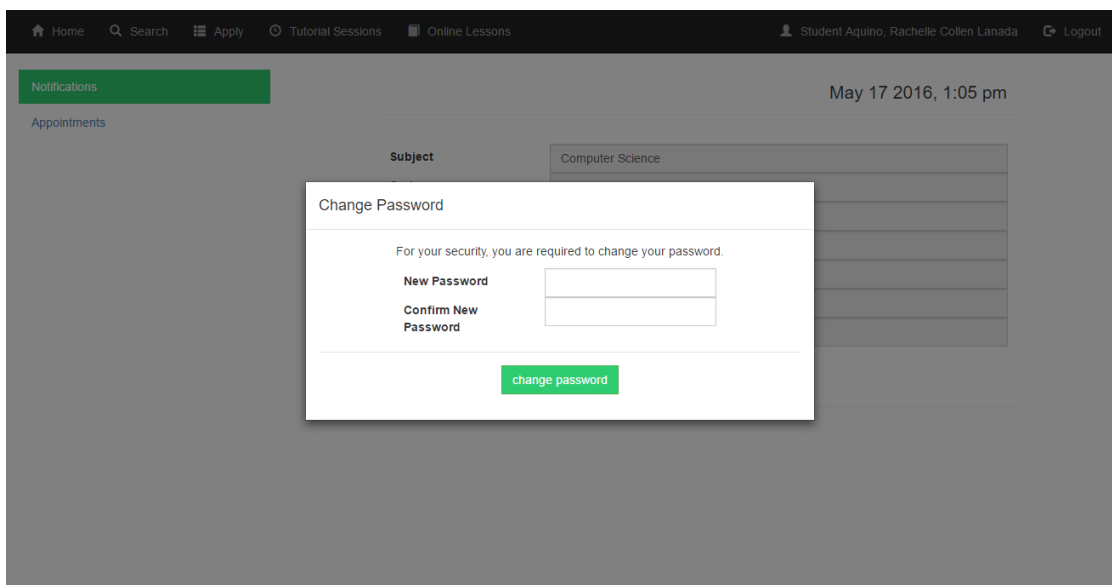 Home Search Apply Tutorial Sessions Online Lessons Student Aquino, Rachelle Collen Lanada Logout
Notifications
May 17 2016, 1:05 pm
Appointments
Subject Computer Science
Change Password
For your security, you are required to change your password.
New Password
Confirm New
Password
change password